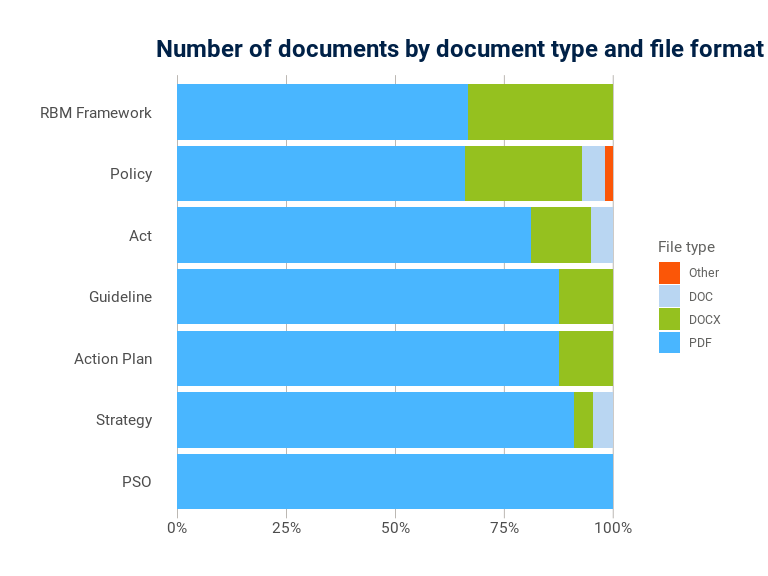 Number of documents by document type and file format
RBM Framework
Policy
Act
Guideline
Action Plan
Strategy
PSO
0%
25%
50%
75%
100%
File type
Other
DOC
DOCX
PDF